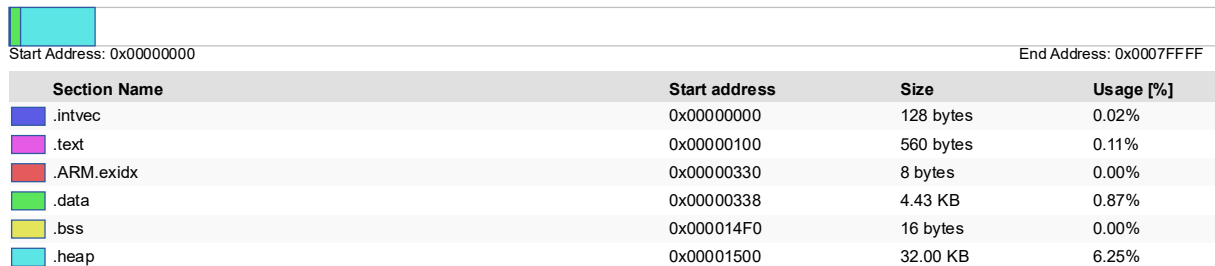 Start Address: 0x00000000 End Address: 0x0007FFFF
Section Name Start address Size Usage [%]
.intvec 0x00000000 128 bytes 0.02%
.text 0x00000100 560 bytes 0.11%
.ARM.exidx 0x00000330 8 bytes 0.00%
.data 0x00000338 4.43 KB 0.87%
.bss 0x000014F0 16 bytes 0.00%
.heap 0x00001500 32.00 KB 6.25%